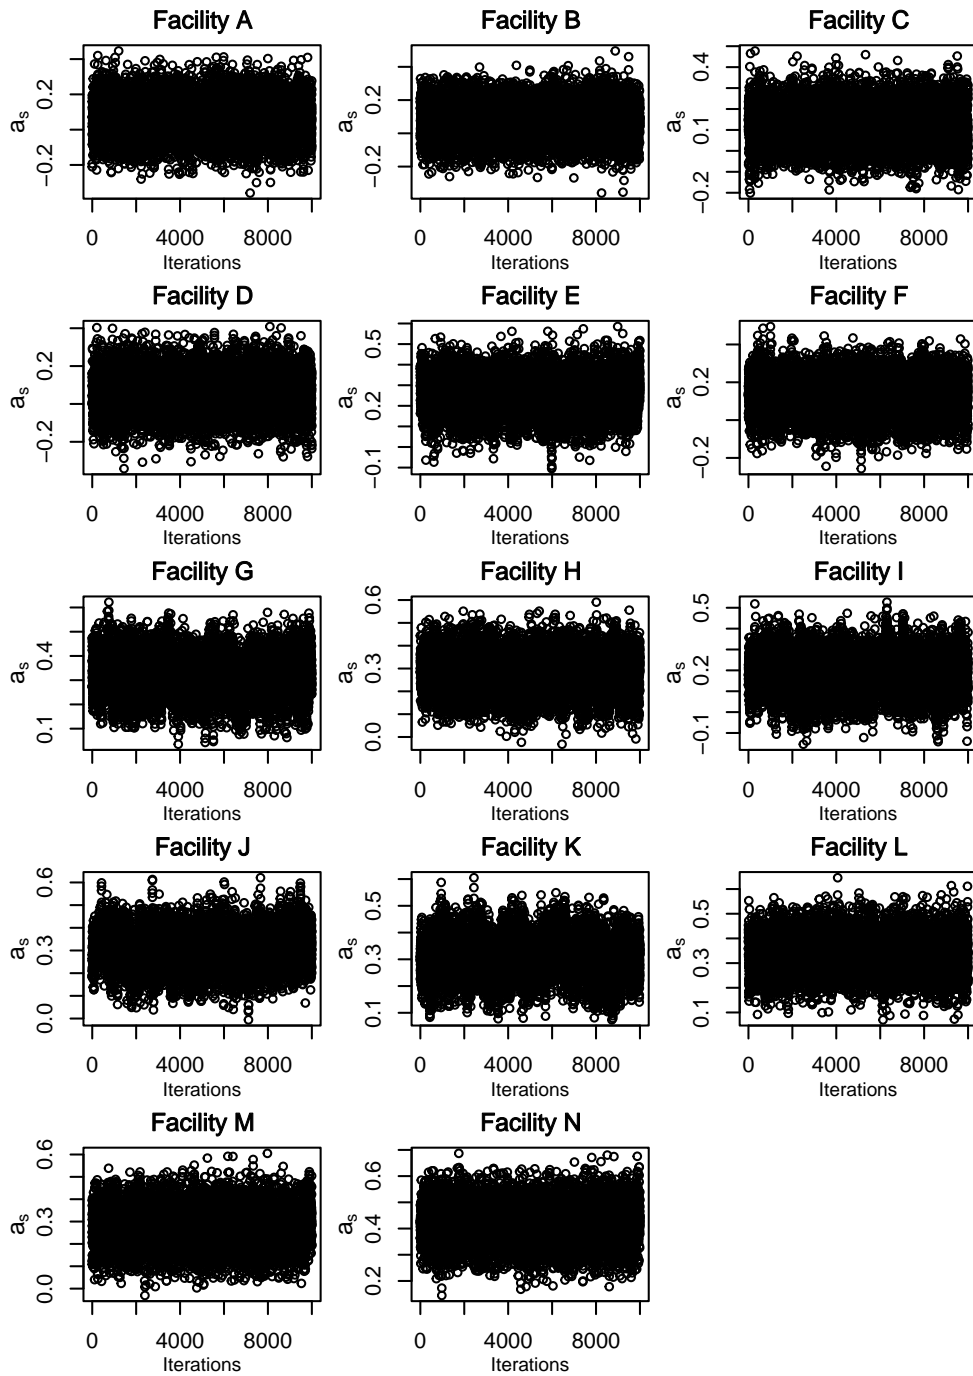 Facility A
Facility B
Facility C
a_s
−0.2 0.2
0 4000 8000
Iterations
a_s
−0.2 0.2
0 4000 8000
Iterations
a_s
−0.2 0.1 0.4
0 4000 8000
Iterations
Facility D
Facility E
Facility F
a_s
−0.2 0.2
0 4000 8000
Iterations
a_s
−0.1 0.2 0.5
0 4000 8000
Iterations
a_s
−0.2 0.2
0 4000 8000
Iterations
Facility G
Facility H
Facility I
a_s
0.1 0.4
0 4000 8000
Iterations
a_s
0.0 0.3 0.6
0 4000 8000
Iterations
a_s
−0.1 0.2 0.5
0 4000 8000
Iterations
Facility J
Facility K
Facility L
a_s
0.0 0.3 0.6
0 4000 8000
Iterations
a_s
0.1 0.3 0.5
0 4000 8000
Iterations
a_s
0.1 0.3 0.5
0 4000 8000
Iterations
Facility M
Facility N
a_s
0.0 0.3 0.6
0 4000 8000
Iterations
a_s
0.2 0.4 0.6
0 4000 8000
Iterations